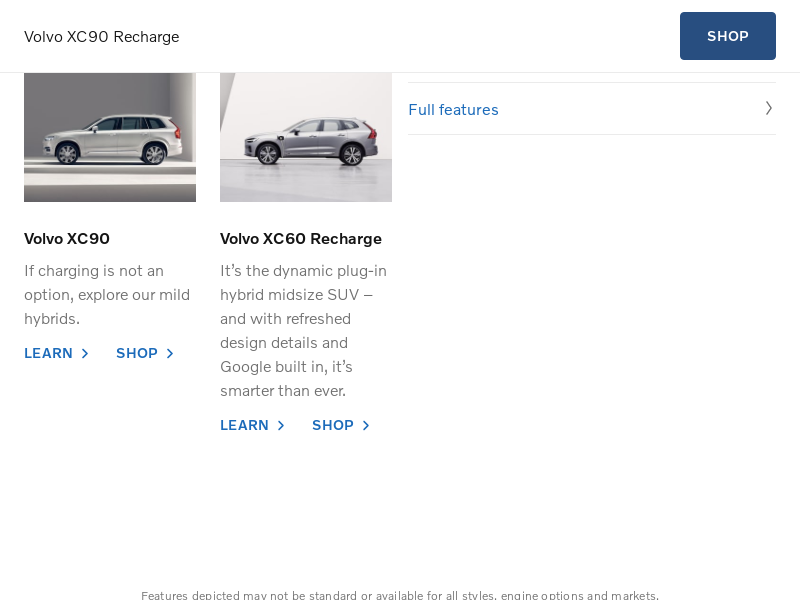 Volvo XC90 Recharge
SHOP
Full features
Volvo XC90
If charging is not an
option, explore our mild
hybrids.
LEARN
SHOP
Volvo XC60 Recharge
It’s the dynamic plug-in
hybrid midsize SUV –
and with refreshed
design details and
Google built in, it’s
smarter than ever.
LEARN
SHOP
Features depicted may not be standard or available for all styles, engine options and markets.